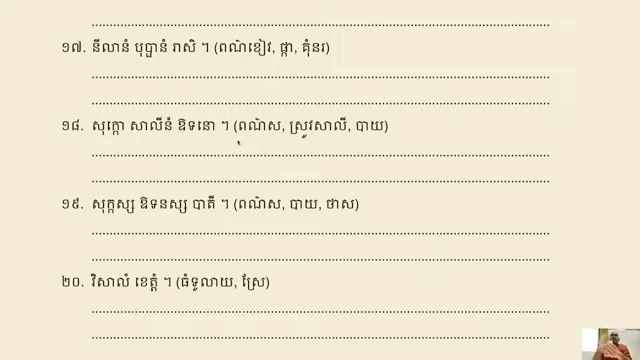 ១៧. នីលានំ បុប្ផានំ រាសិ ។ (ពណ៌ខៀវ, ផ្កា, គុំនរ)
១៨. សុក្កោ សាលីនំ ឱទនោ ។ (ពណ៌ស, ស្រូវសាលី, បាយ)
១៩. សុក្កស្ស ឱទនស្ស បាតី ។ (ពណ៌ស, បាយ, ថាស)
២០. វិសាលំ ខេត្តំ ។ (ធំទូលាយ, ស្រែ)